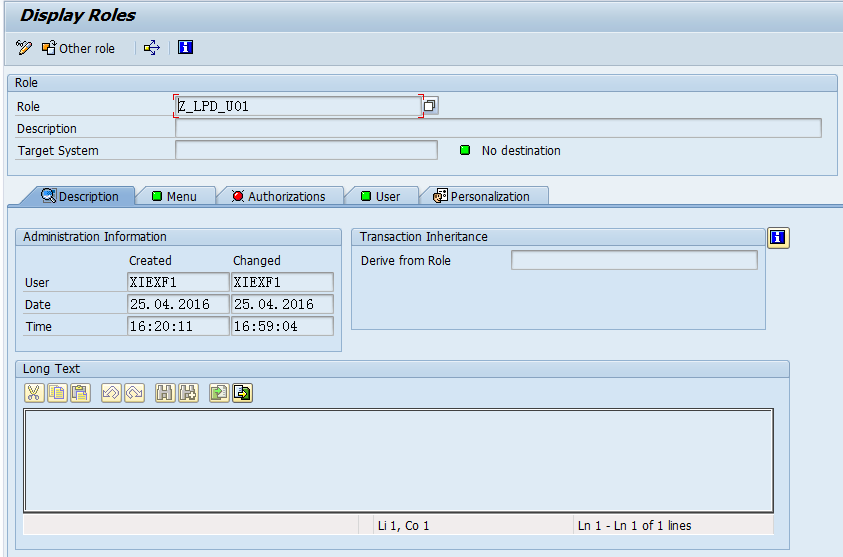 Display Roles
Other role
Role
Role Z_LPD_U01
Description
Target System No destination
Description Menu Authorizations User Personalization
Administration Information
Created Changed
User XIEXF1 XIEXF1
Date 25.04.2016 25.04.2016
Time 16:20:11 16:59:04
Transaction Inheritance
Derive from Role
Long Text
Li 1, Co 1 Ln 1 - Ln 1 of 1 lines